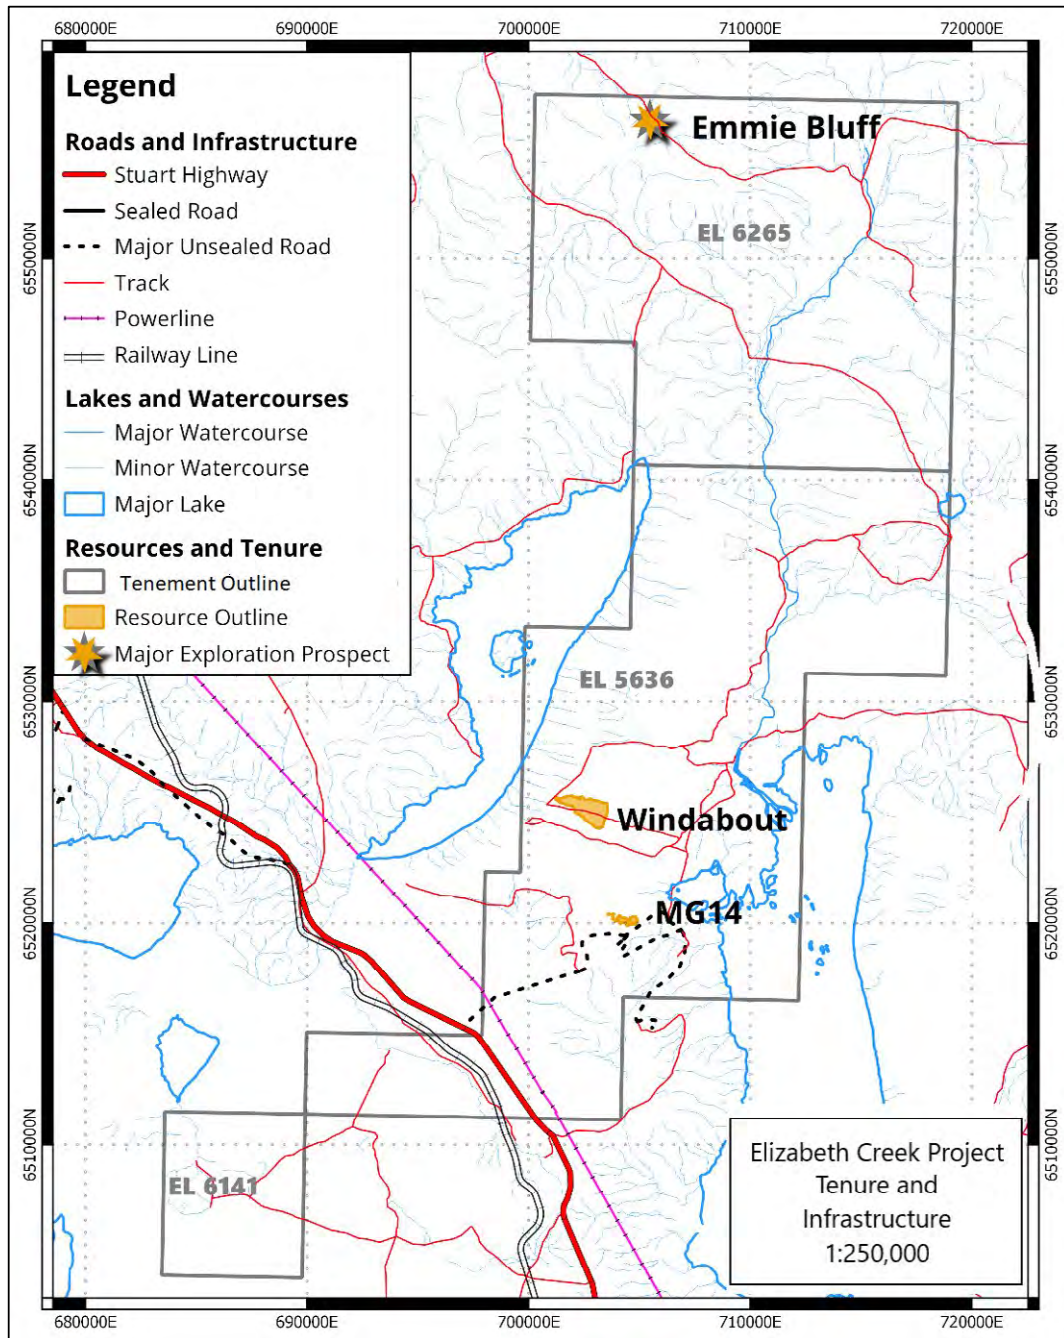 680000E 690000E 700000E 710000E 720000E
Legend
Roads and Infrastructure
Stuart Highway
Sealed Road
Major Unsealed Road
Track
Powerline
Railway Line
Lakes and Watercourses
Major Watercourse
Minor Watercourse
Major Lake
Resources and Tenure
Tenement Outline
Resource Outline
Major Exploration Prospect
Emmie Bluff
EL 6265
6550000N 6550000N
6540000N 6540000N
EL 5636
6530000N 6530000N
Windabout
MG14
6520000N 6520000N
6510000N 6510000N
EL 6141
Elizabeth Creek Project
Tenure and
Infrastructure
1:250,000
680000E 690000E 700000E 710000E 720000E